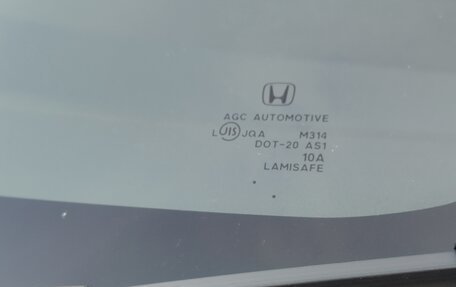 AGC AUTOMOTIVE
L JIS JQA M314
DOT-20 AS1
10A
LAMISAFE